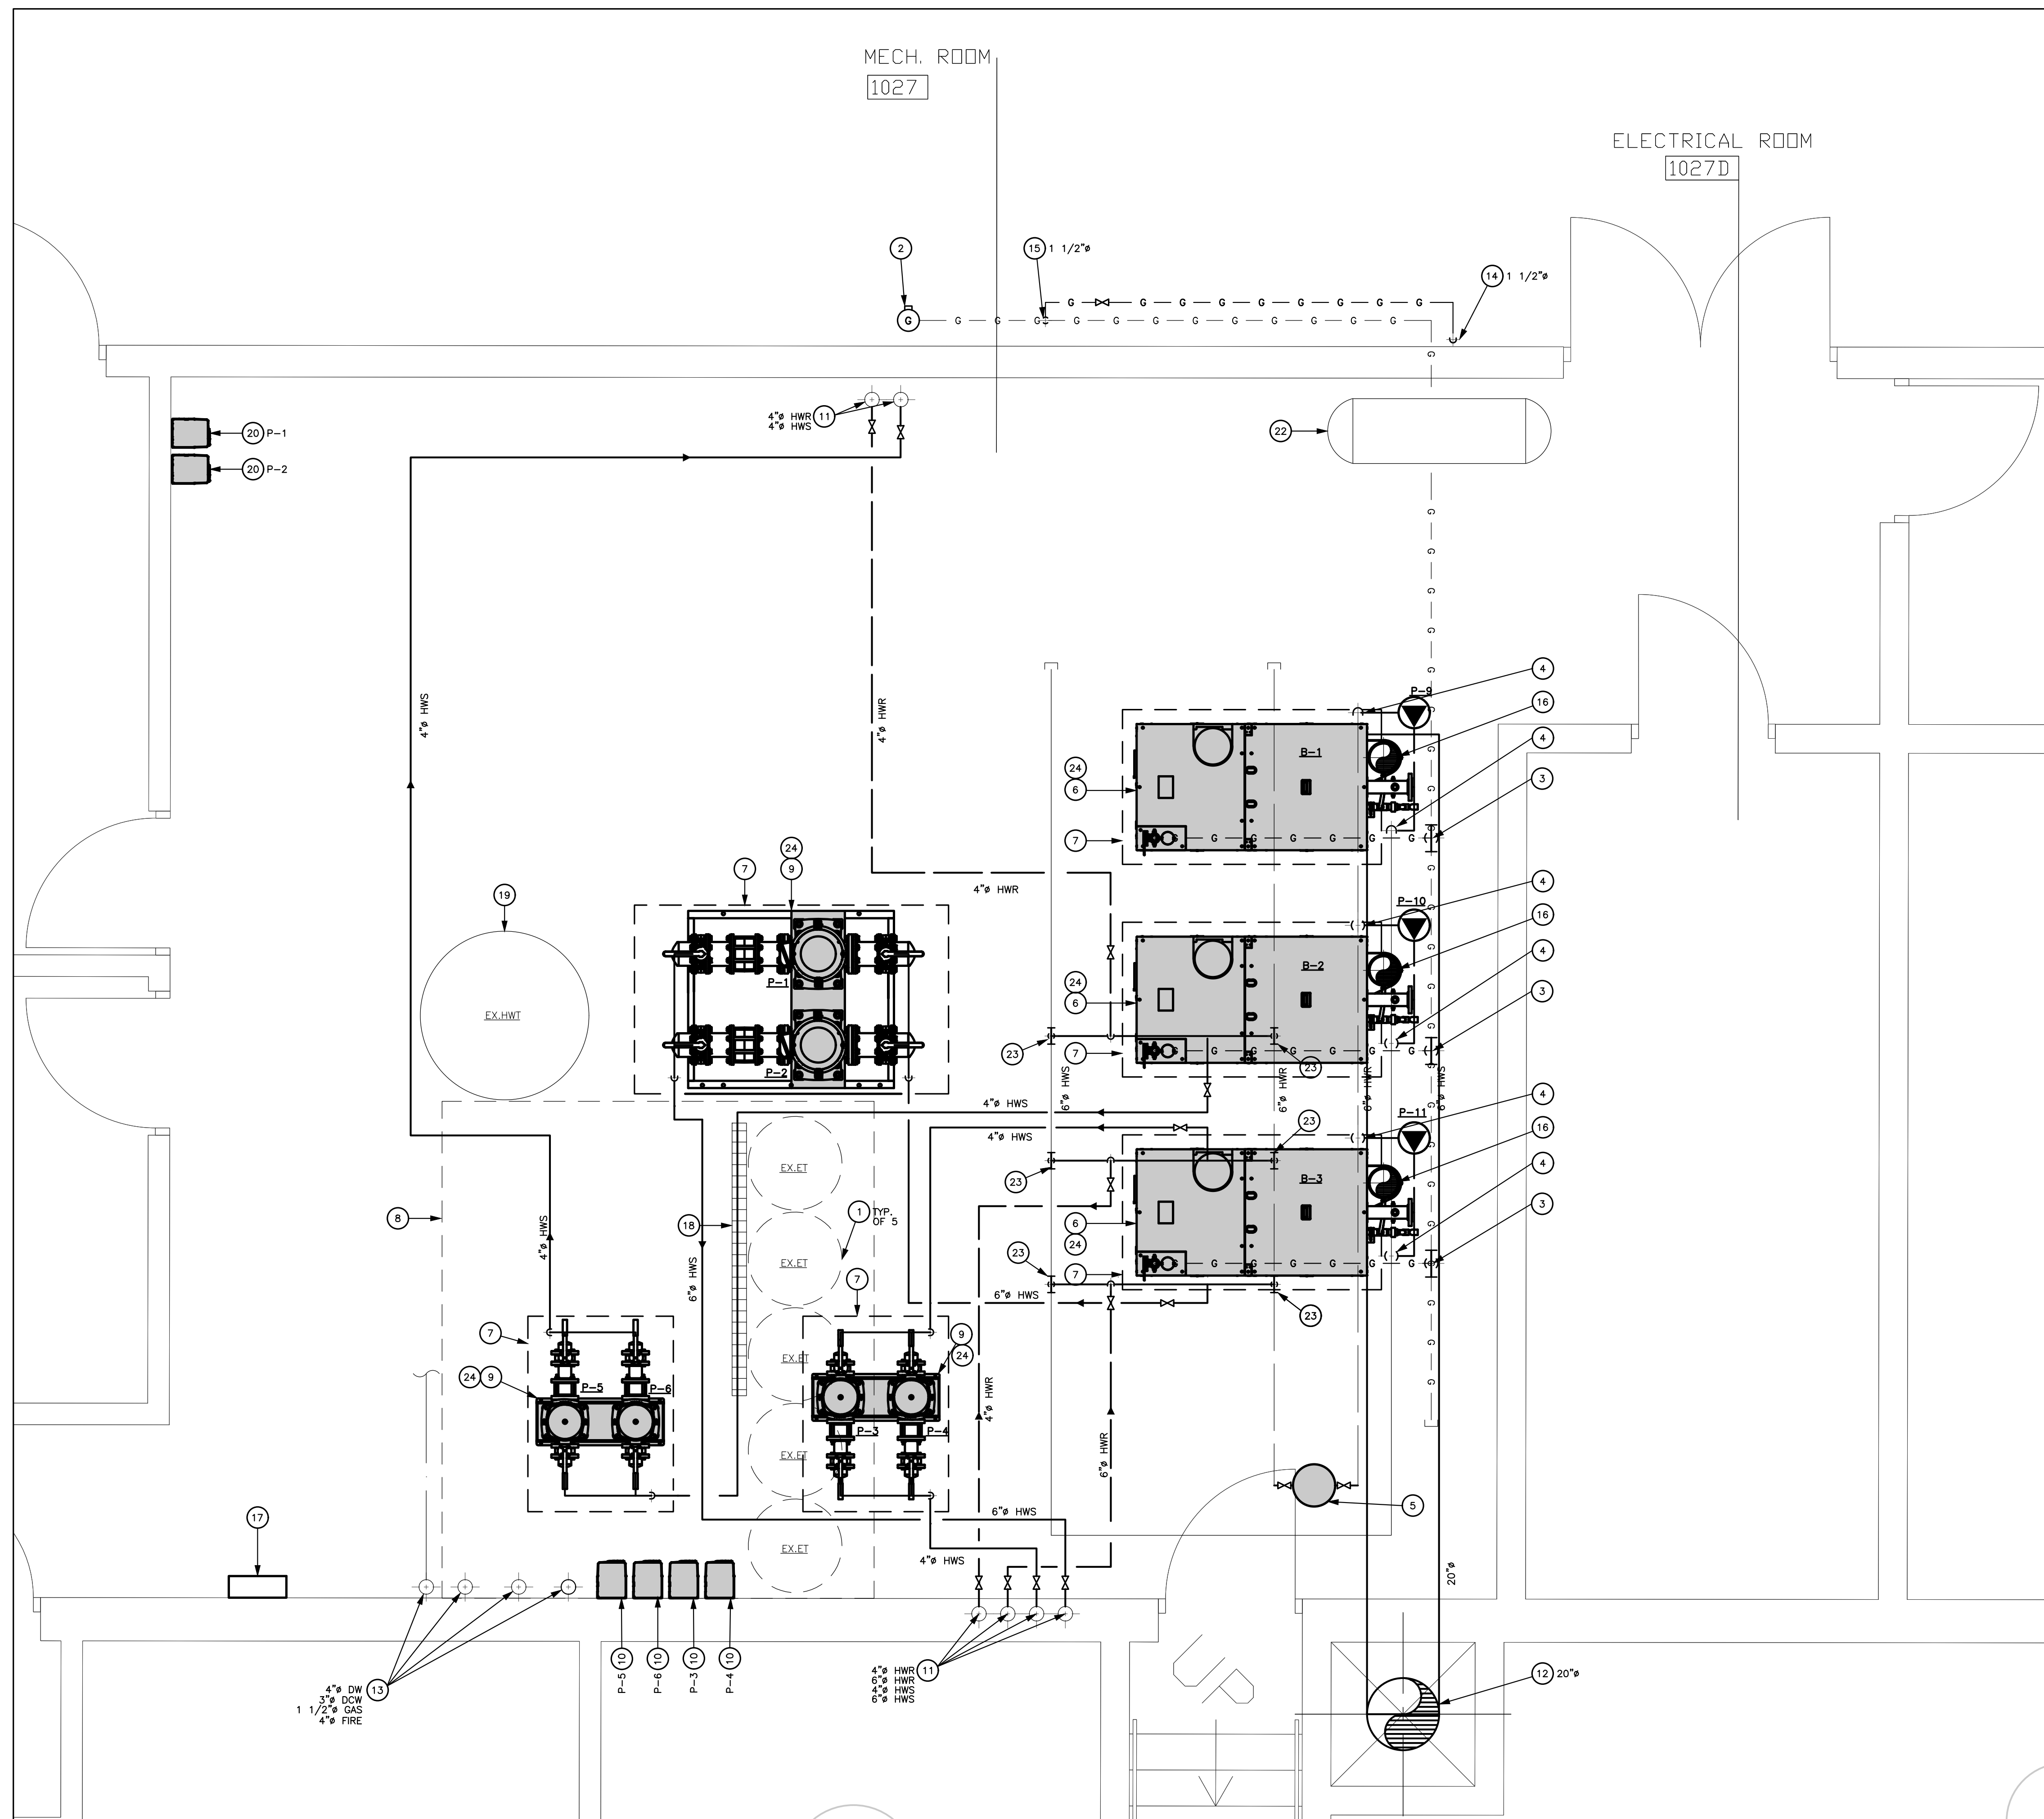 MECH. ROOM
1027
ELECTRICAL ROOM
1027D
2
15 1 1/2"ø
14 1 1/2"ø
G — G — G — G — G — G — G — G
G G — G — G — G — G — G — G — G — G — G — G — G
G
4"ø HWR
4"ø HWS
11
22
20 P-1
20 P-2
G
G
G
G
G
4"ø HWS
4"ø HWR
4
P-9
16
4
3
24
6
B-1
7
G G G G G G G
G
G
24
9
7
4"ø HWR
19
EX.HWT
P-1
P-2
4
P-10
16
4
3
24
6
B-2
7
G G G G G G G
23
23
6"ø HWS
6"ø HWR
6"ø HWR
6"ø HWS
4"ø HWS
4"ø HWS
4
P-11
16
4
3
23
23
B-3
6
24
7
G G G G G G G
23
23
6"ø HWS
8
18
EX.ET
EX.ET
EX.ET
EX.ET
EX.ET
1 TYP.
OF 5
4"ø HWS
6"ø HWS
7
7
24 9
P-5
P-6
9
24
P-3
P-4
4"ø HWR
6"ø HWR
G
G
G
5
6"ø HWS
4"ø HWS
20"ø
17
4"ø DW
3"ø DCW
1 1/2"ø GAS
4"ø FIRE
13
P-5 10
P-6 10
P-3 10
P-4 10
4"ø HWR
6"ø HWR
4"ø HWS
6"ø HWS
11
UP
12 20"ø